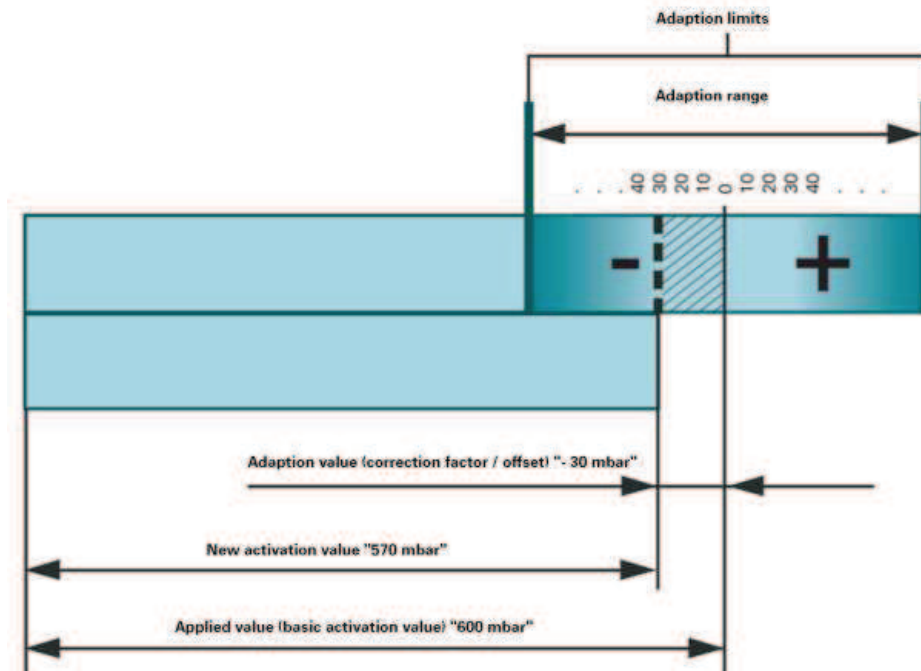 Adaption limits
Adaption range
. . . 40 30 20 10 0 10 20 30 40 . . .
- +
Adaption value (correction factor / offset) "- 30 mbar"
New activation value "570 mbar"
Applied value (basic activation value) "600 mbar"